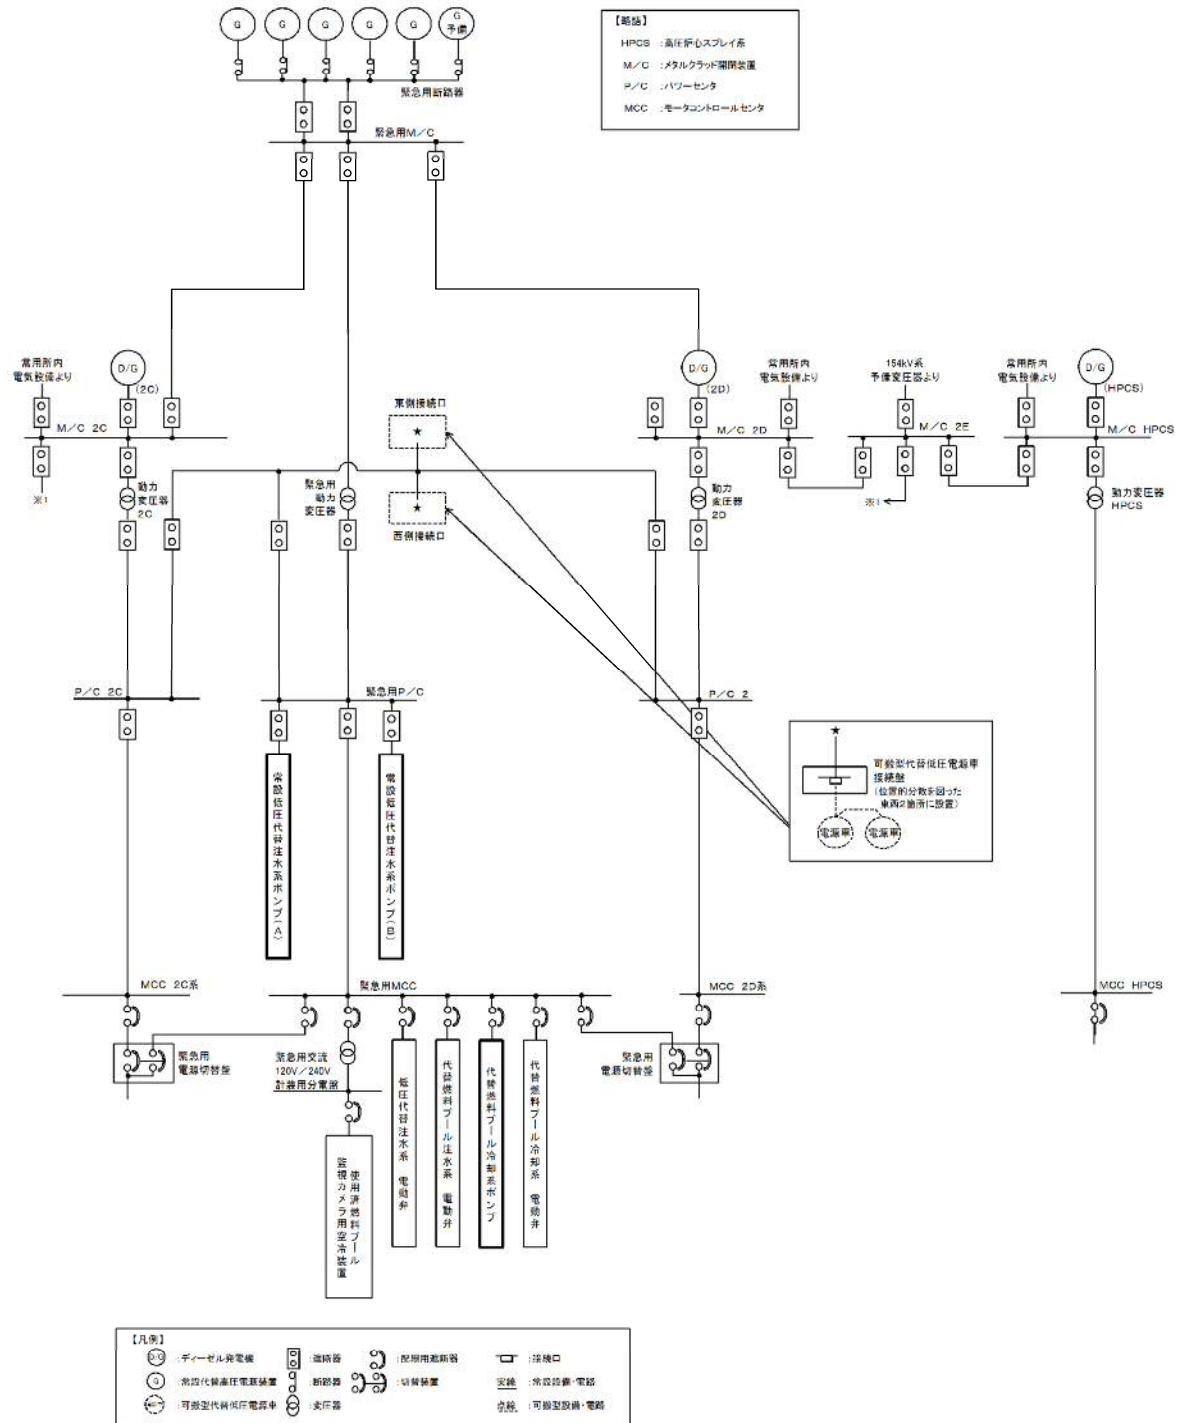 G
G
G
G
G
G
予備
緊急用断路器
緊急用M/C
【略語】
HPCS :高圧炉心スプレイ系
M/C :メタルクラッド開閉装置
P/C :パワーセンタ
MCC :モータコントロールセンタ
常用所内
電気設備より
D/G
(2C)
M/C 2C
※1
動力
変圧器
2C
緊急用
動力
変圧器
東側接続口
★
★
西側接続口
D/G
(2D)
M/C 2D
動力
変圧器
2D
常用所内
電気設備より
154kV系
予備変圧器より
M/C 2E
※1
常用所内
電気設備より
D/G
(HPCS)
M/C HPCS
動力変圧器
HPCS
P/C 2C
緊急用P/C
P/C 2
常設低圧代替注水系ポンプ(A)
常設低圧代替注水系ポンプ(B)
★
可搬型代替低圧電源車
接続盤
(位置的分散を図った
東西2箇所に設置)
電源車
電源車
MCC 2C系
緊急用MCC
MCC 2D系
MCC HPCS
緊急用
電源切替盤
緊急用交流
120V/240V
計装用分電盤
緊急用
電源切替盤
使用済燃料プール
監視カメラ用空冷装置
低圧代替注水系 電動弁
代替燃料プール注水系 電動弁
代替燃料プール冷却系ポンプ
代替燃料プール冷却系 電動弁
【凡例】
D/G :ディーゼル発電機
:遮断器
:配線用遮断器
:接続口
G :常設代替高圧電源装置
:断路器
:切替装置
実線 :常設設備・電路
:可搬型代替低圧電源車
:変圧器
点線 :可搬型設備・電路